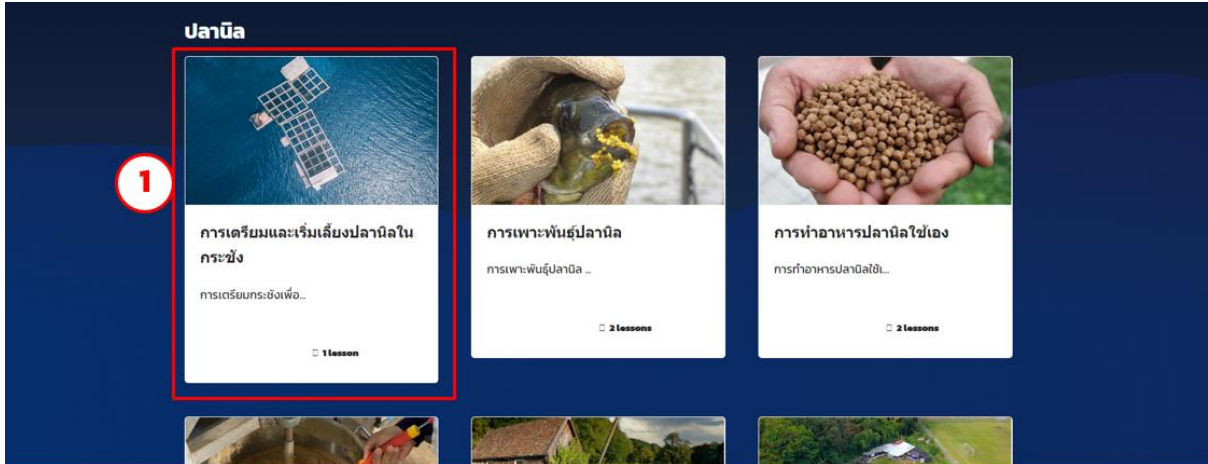 ปลานิล
1
การเตรียมและเริ่มเลี้ยงปลานิลใน
กระชัง
การเตรียมกระชังเพื่อ...
1 lesson
การเพาะพันธุ์ปลานิล
การเพาะพันธุ์ปลานิล ...
2 lessons
การทำอาหารปลานิลใช้เอง
การทำอาหารปลานิลใช้เ...
2 lessons